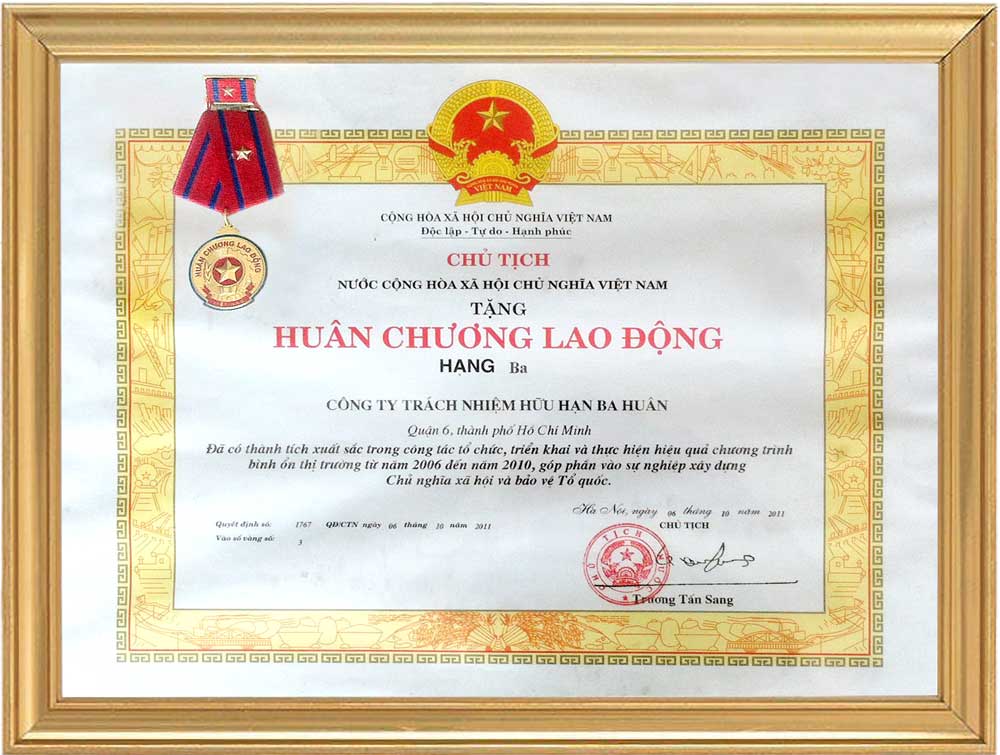 VIỆT NAM
HUÂN CHƯƠNG LAO ĐỘNG
CỘNG HÒA XÃ HỘI CHỦ NGHĨA VIỆT NAM
Độc lập - Tự do - Hạnh phúc
CHỦ TỊCH
NƯỚC CỘNG HÒA XÃ HỘI CHỦ NGHĨA VIỆT NAM
TẶNG
HUÂN CHƯƠNG LAO ĐỘNG
HẠNG Ba
CÔNG TY TRÁCH NHIỆM HỮU HẠN BA HUÂN
Quận 6, thành phố Hồ Chí Minh
Đã có thành tích xuất sắc trong công tác tổ chức, triển khai và thực hiện hiệu quả chương trình
bình ổn thị trường từ năm 2006 đến năm 2010, góp phần vào sự nghiệp xây dựng
Chủ nghĩa xã hội và bảo vệ Tổ quốc.
Hà Nội, ngày 06 tháng 10 năm 2011
Quyết định số: 1767 QĐ/CTN ngày 06 tháng 10 năm 2011
CHỦ TỊCH
Vào sổ vàng số: 3
CHỦ TỊCH NƯỚC
Trương Tấn Sang